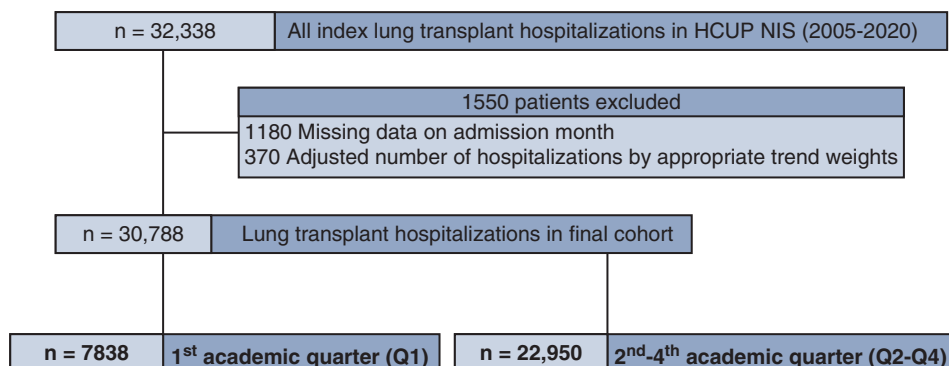 n = 32,338 All index lung transplant hospitalizations in HCUP NIS (2005-2020)
1550 patients excluded
1180 Missing data on admission month
370 Adjusted number of hospitalizations by appropriate trend weights
n = 30,788 Lung transplant hospitalizations in final cohort
n = 7838 1st academic quarter (Q1) n = 22,950 2nd-4th academic quarter (Q2-Q4)